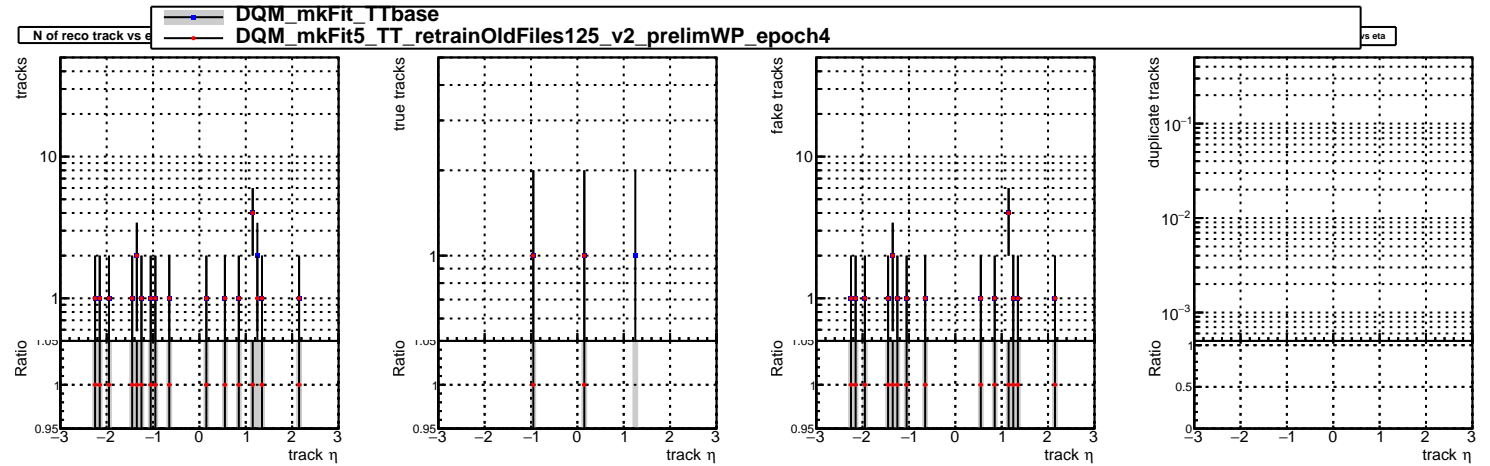 DQM_mkFit_TTbase
DQM_mkFit5_TT_retrainOldFiles125_v2_prelimWP_epoch4
N of reco track vs e
vs eta
tracks
10
1
Ratio
1.05
1
0.95
−3 −2 −1 0 1 2 3
track η
true tracks
1
Ratio
1.05
1
0.95
−3 −2 −1 0 1 2 3
track η
fake tracks
10
1
Ratio
1.05
1
0.95
−3 −2 −1 0 1 2 3
track η
duplicate tracks
10⁻¹
10⁻²
10⁻³
Ratio
1
0.5
0
−3 −2 −1 0 1 2 3
track η